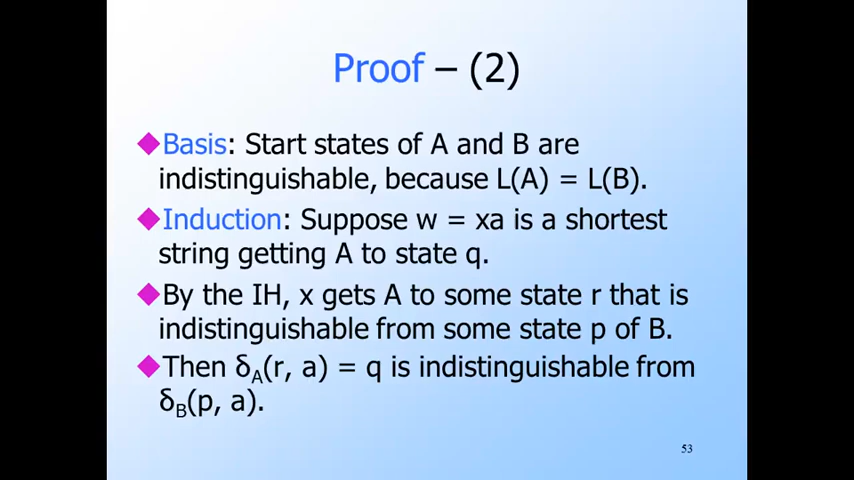 Proof – (2)
◆Basis: Start states of A and B are
indistinguishable, because L(A) = L(B).
◆Induction: Suppose w = xa is a shortest
string getting A to state q.
◆By the IH, x gets A to some state r that is
indistinguishable from some state p of B.
◆Then δA(r, a) = q is indistinguishable from
δB(p, a).
53